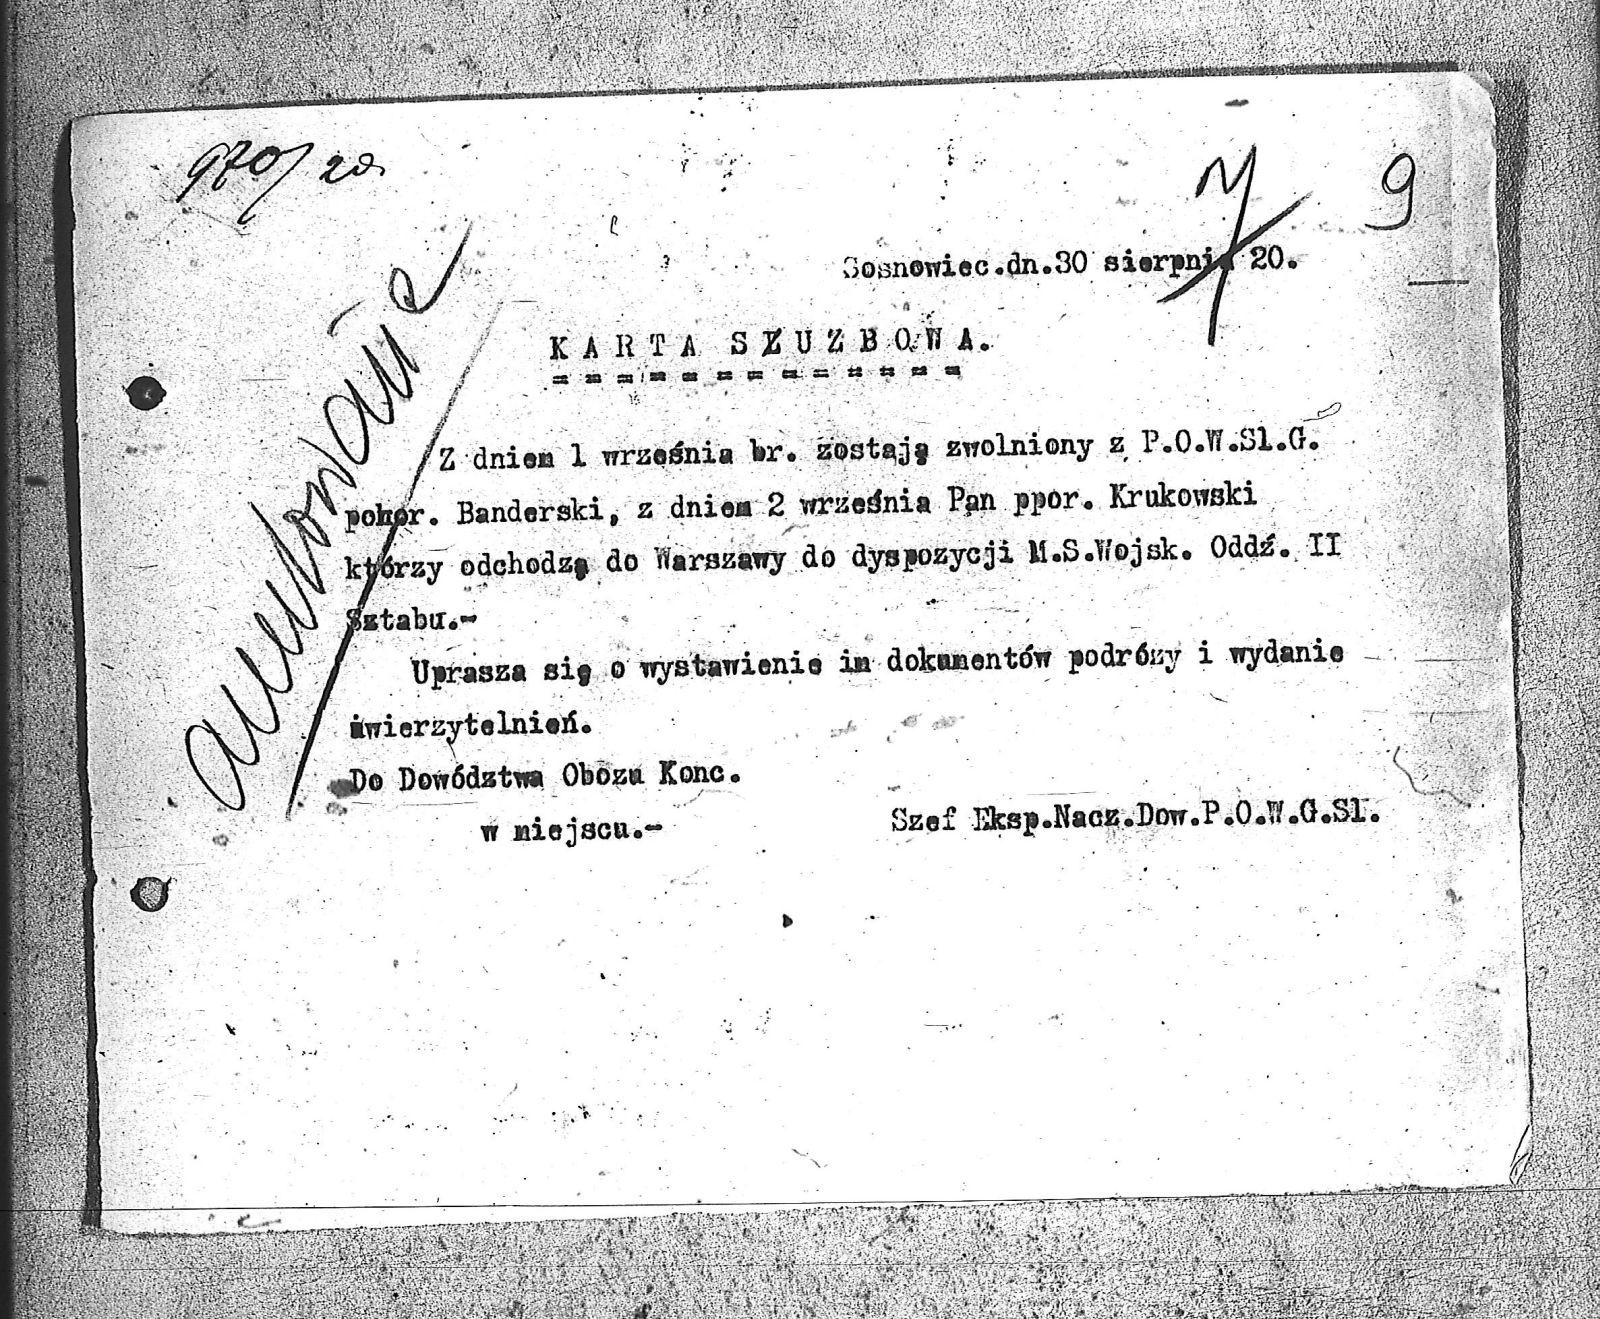 970/20
7 9
Sosnowiec.dn.30 sierpnia 20.
KARTA SŁUZBOWA.
anulowanie
Z dniem 1 września br. zostają zwolniony z P.O.W.Sl.G.
pchor. Banderski, z dniem 2 września Pan ppor. Krukowski
którzy odchodzą do Warszawy do dyspozycji M.S.Wojsk. Oddź. II
Sztabu.-
Uprasza się o wystawienie im dokumentów podróży i wydanie
uwierzytelnień.
Do Dowództwa Obozu Konc.
w miejscu.-
Szef Eksp.Nacz.Dow.P.O.W.G.Sl.